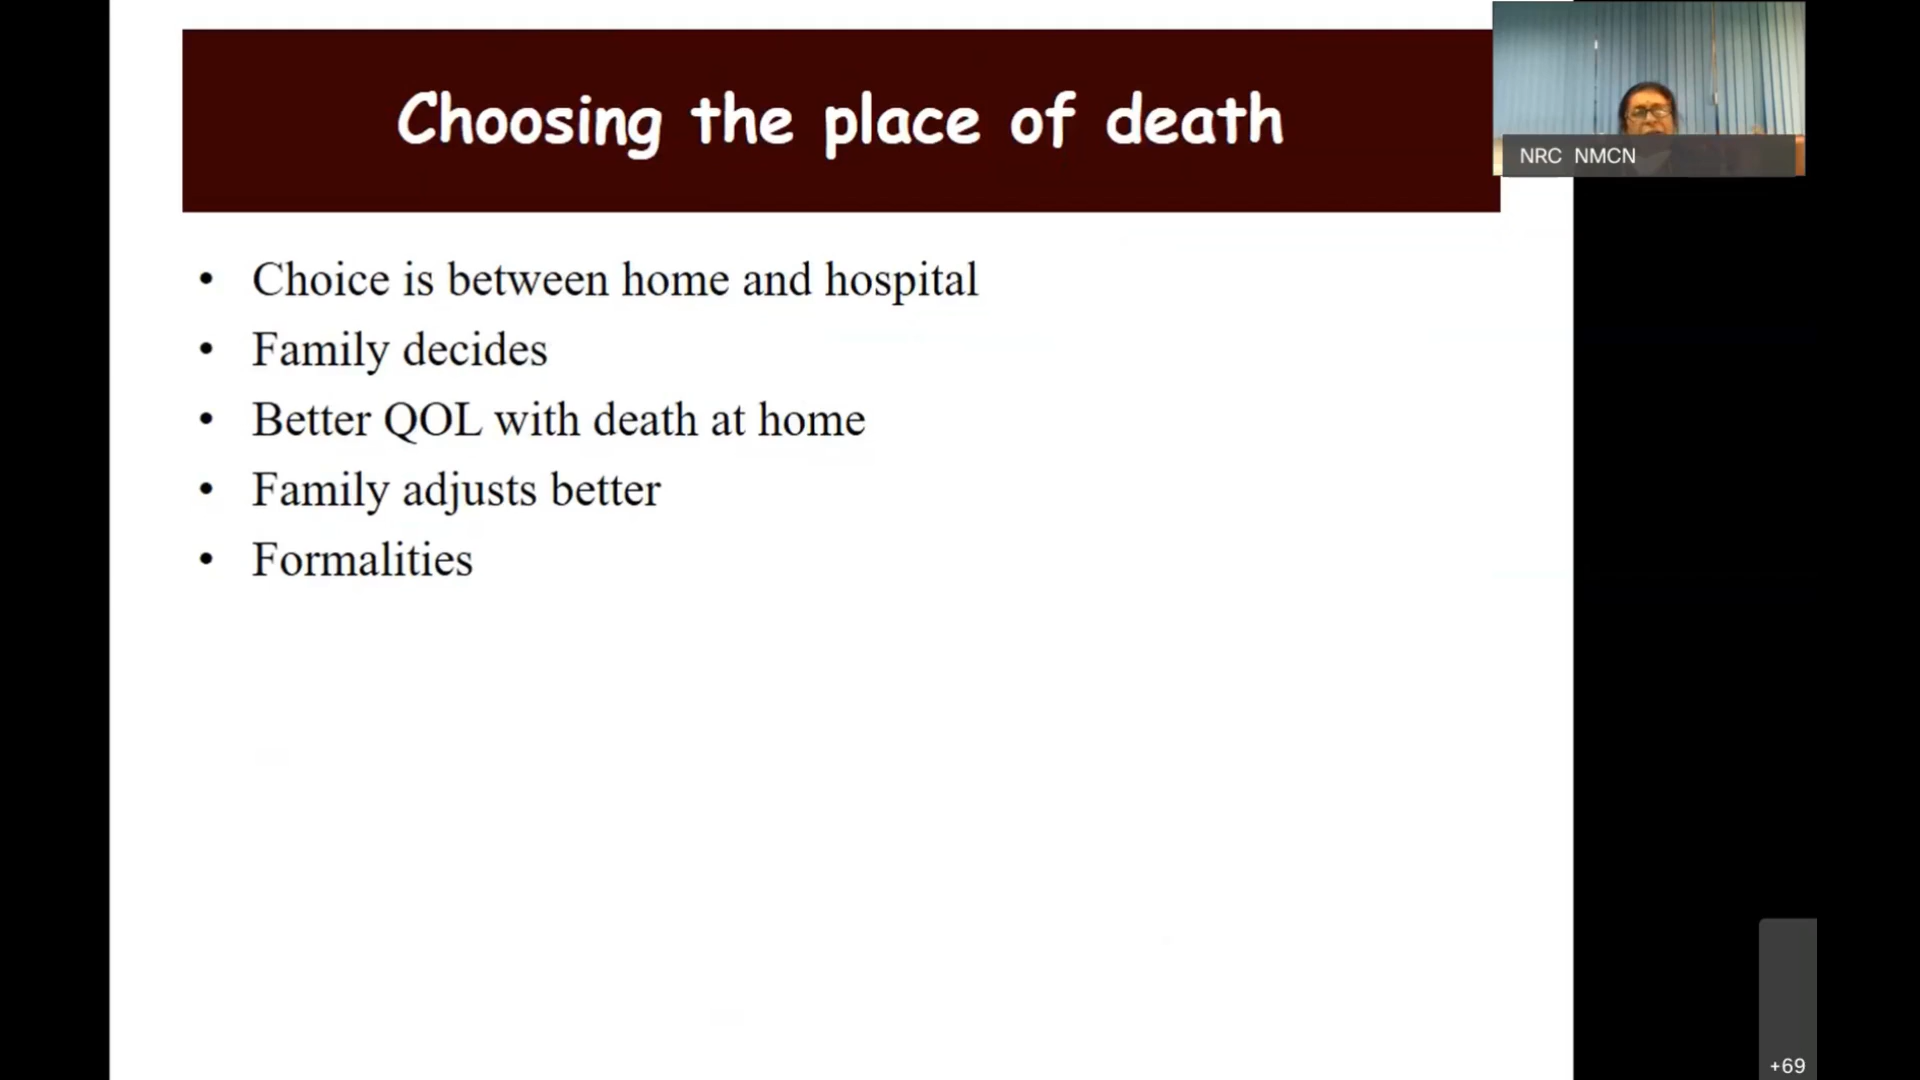 Choosing the place of death
NRC NMCN
• Choice is between home and hospital
• Family decides
• Better QOL with death at home
• Family adjusts better
• Formalities
+69